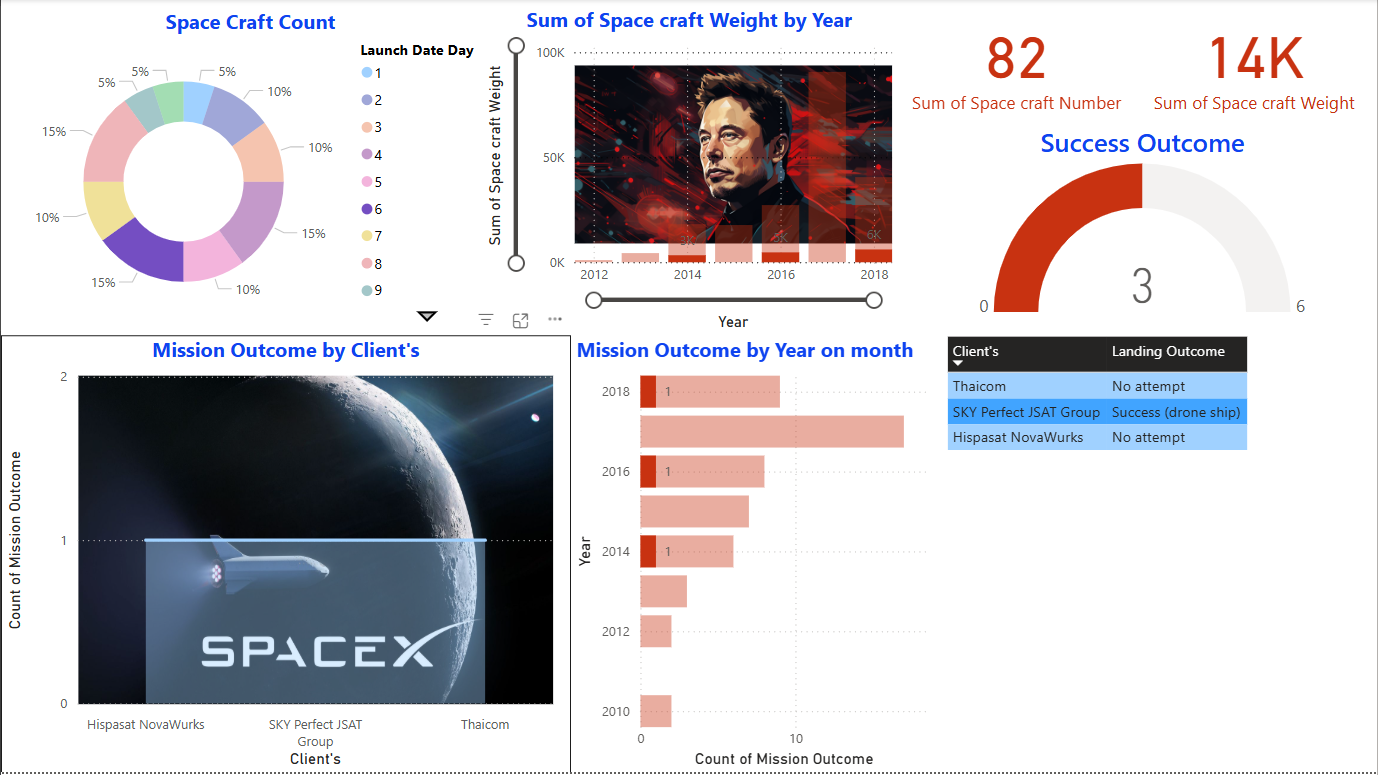 Space Craft Count
Launch Date Day
1
2
3
4
5
6
7
8
9
5%
10%
10%
15%
10%
15%
10%
15%
5%
5%
Sum of Space craft Weight by Year
Sum of Space craft Weight
100K
50K
0K
6K
2012
2014
2016
2018
Year
82
Sum of Space craft Number
14K
Sum of Space craft Weight
Success Outcome
0
3
6
Mission Outcome by Client's
Count of Mission Outcome
2
1
0
SPACEX
Hispasat NovaWurks
SKY Perfect JSAT
Group
Thaicom
Client's
Mission Outcome by Year on month
Year
2018
1
2016
1
2014
1
2012
2010
0
10
Count of Mission Outcome
Client's Landing Outcome
Thaicom No attempt
SKY Perfect JSAT Group Success (drone ship)
Hispasat NovaWurks No attempt